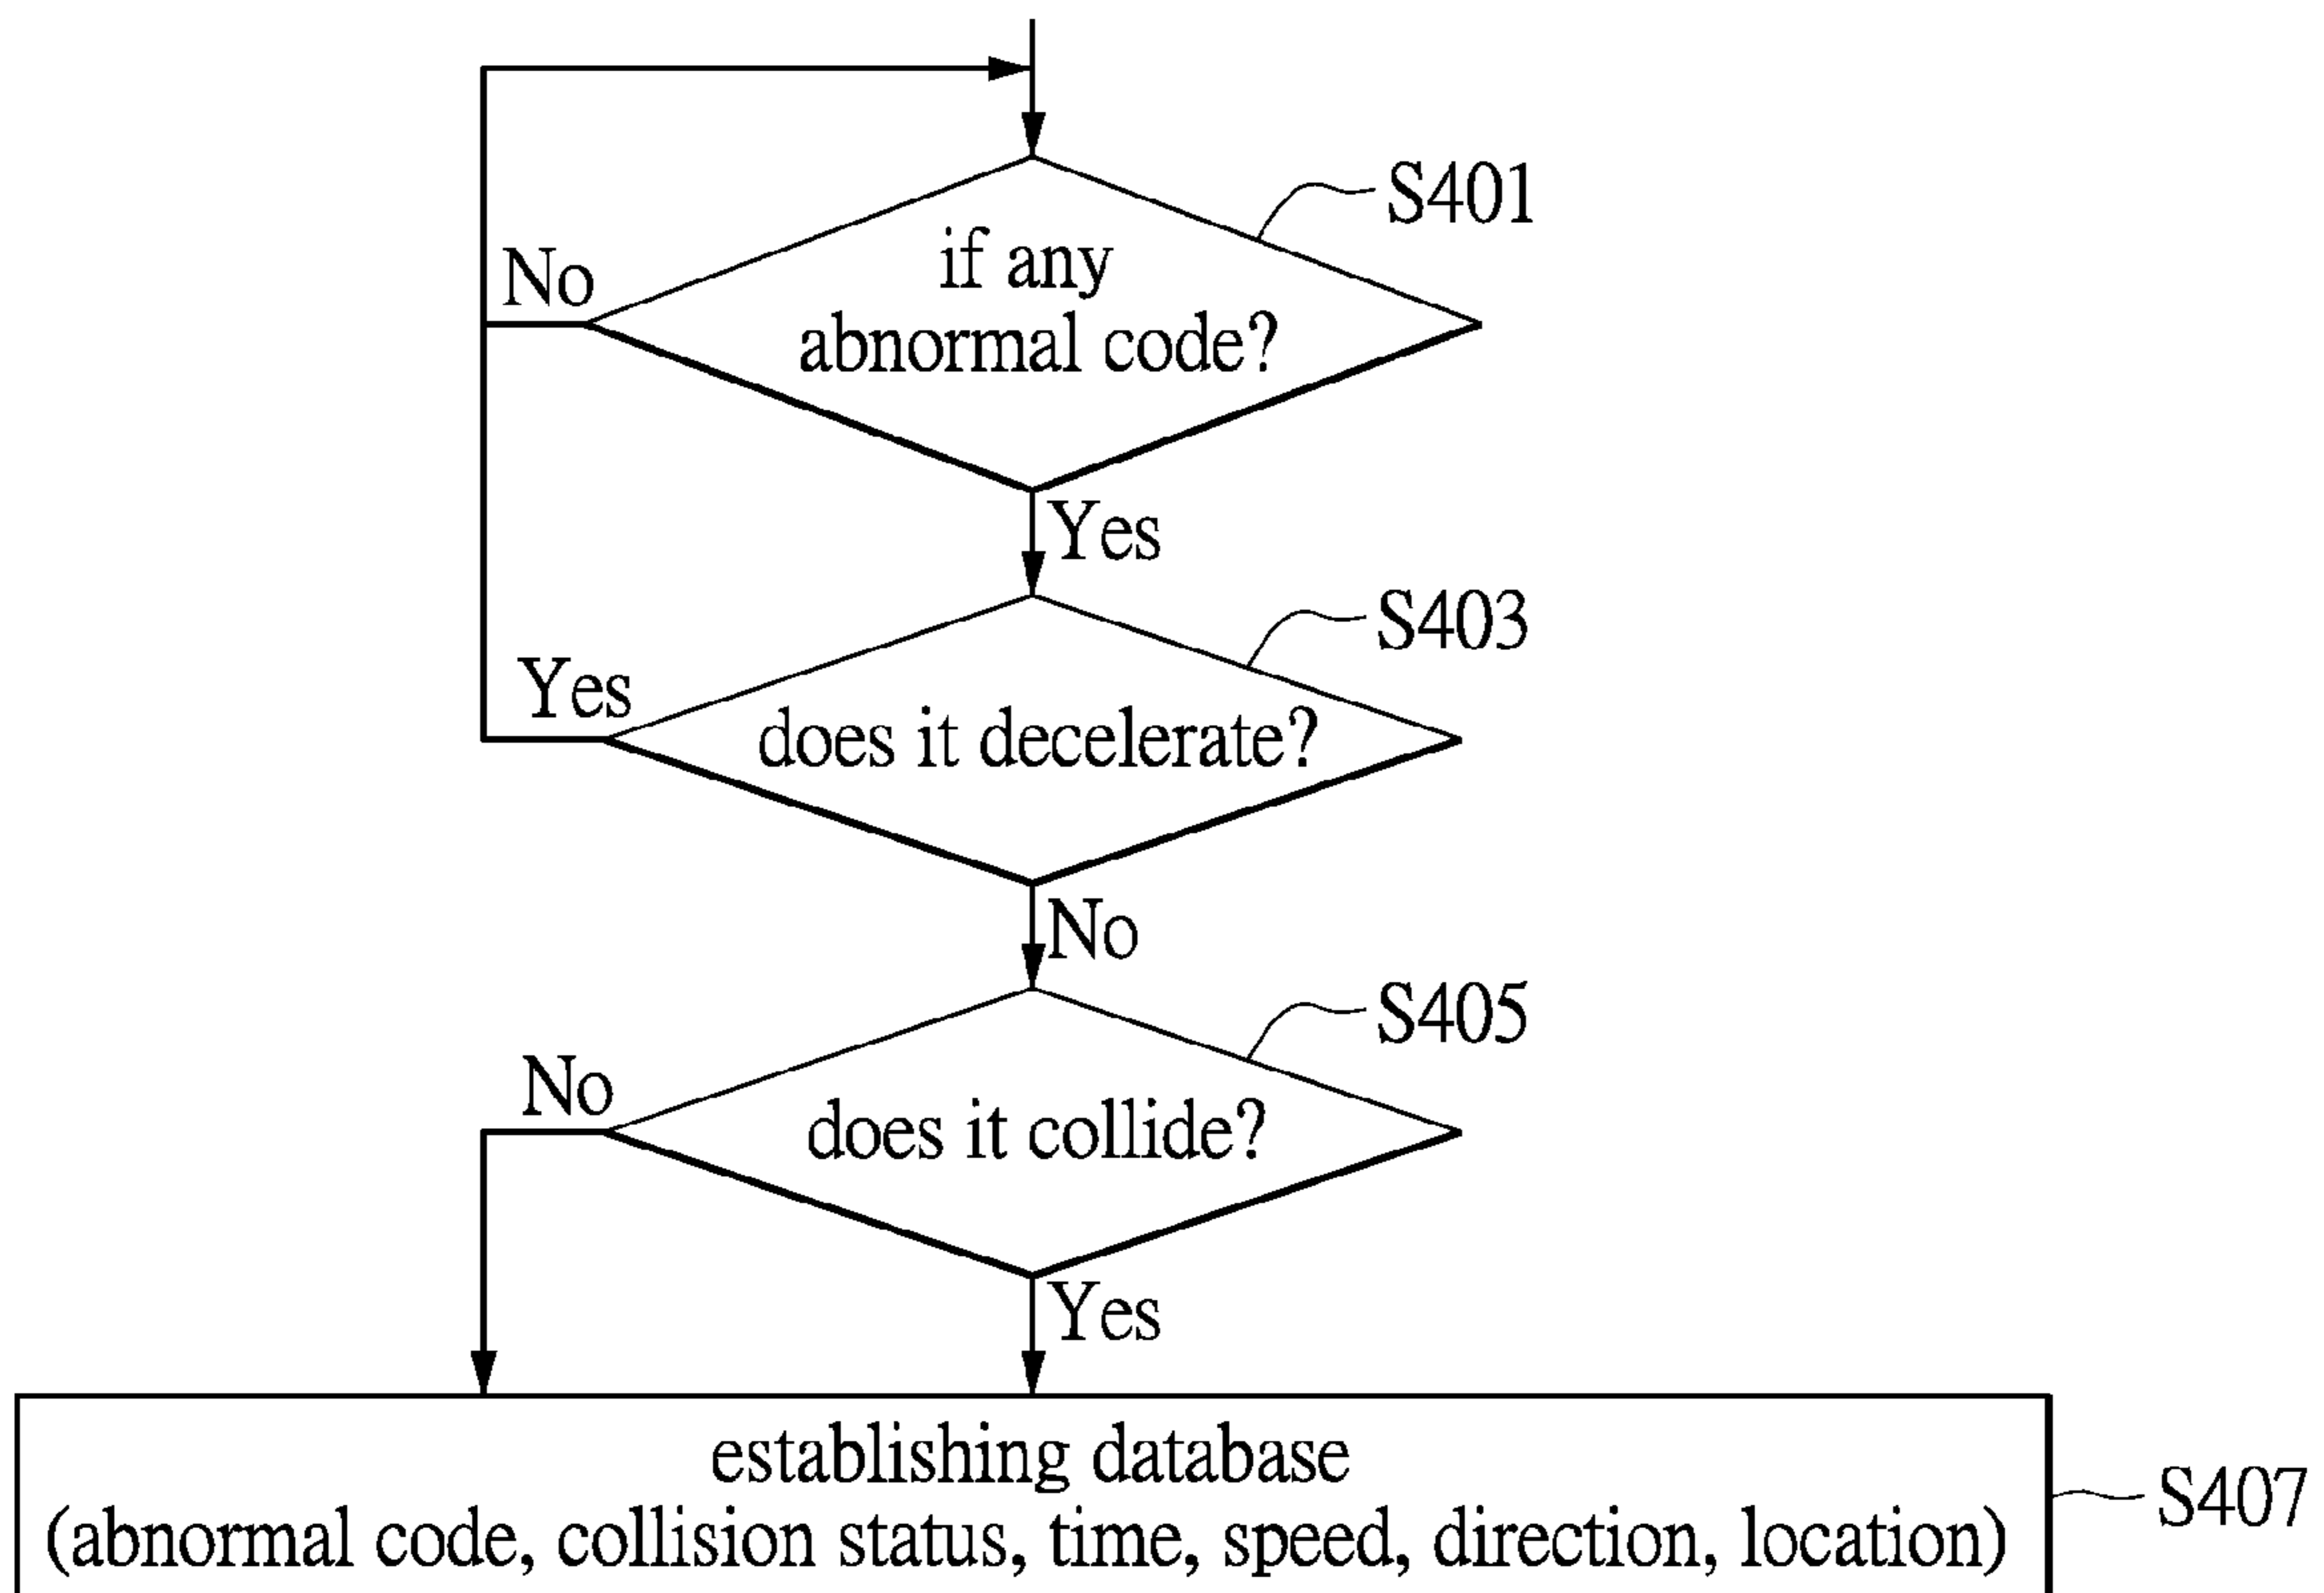 S401
if any
No
abnormal code?
Yes
S403
Yes
does it decelerate?
No
S405
No
does it collide?
Yes
establishing database
S407
(abnormal code, collision status, time, speed, direction, location)